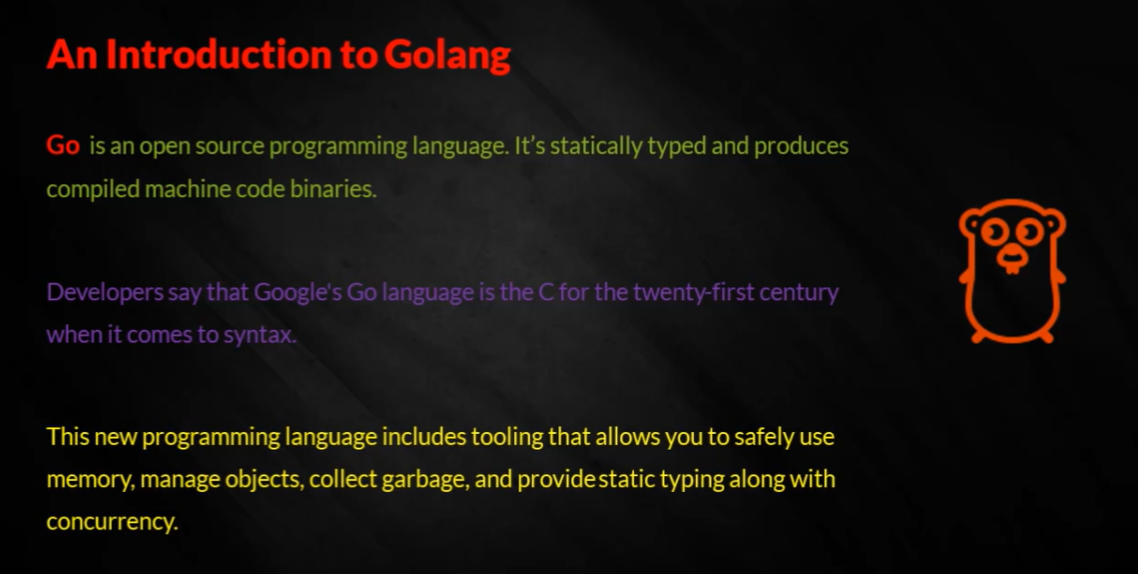 An Introduction to Golang
Go is an open source programming language. It’s statically typed and produces
compiled machine code binaries.
Developers say that Google's Go language is the C for the twenty-first century
when it comes to syntax.
This new programming language includes tooling that allows you to safely use
memory, manage objects, collect garbage, and provide static typing along with
concurrency.